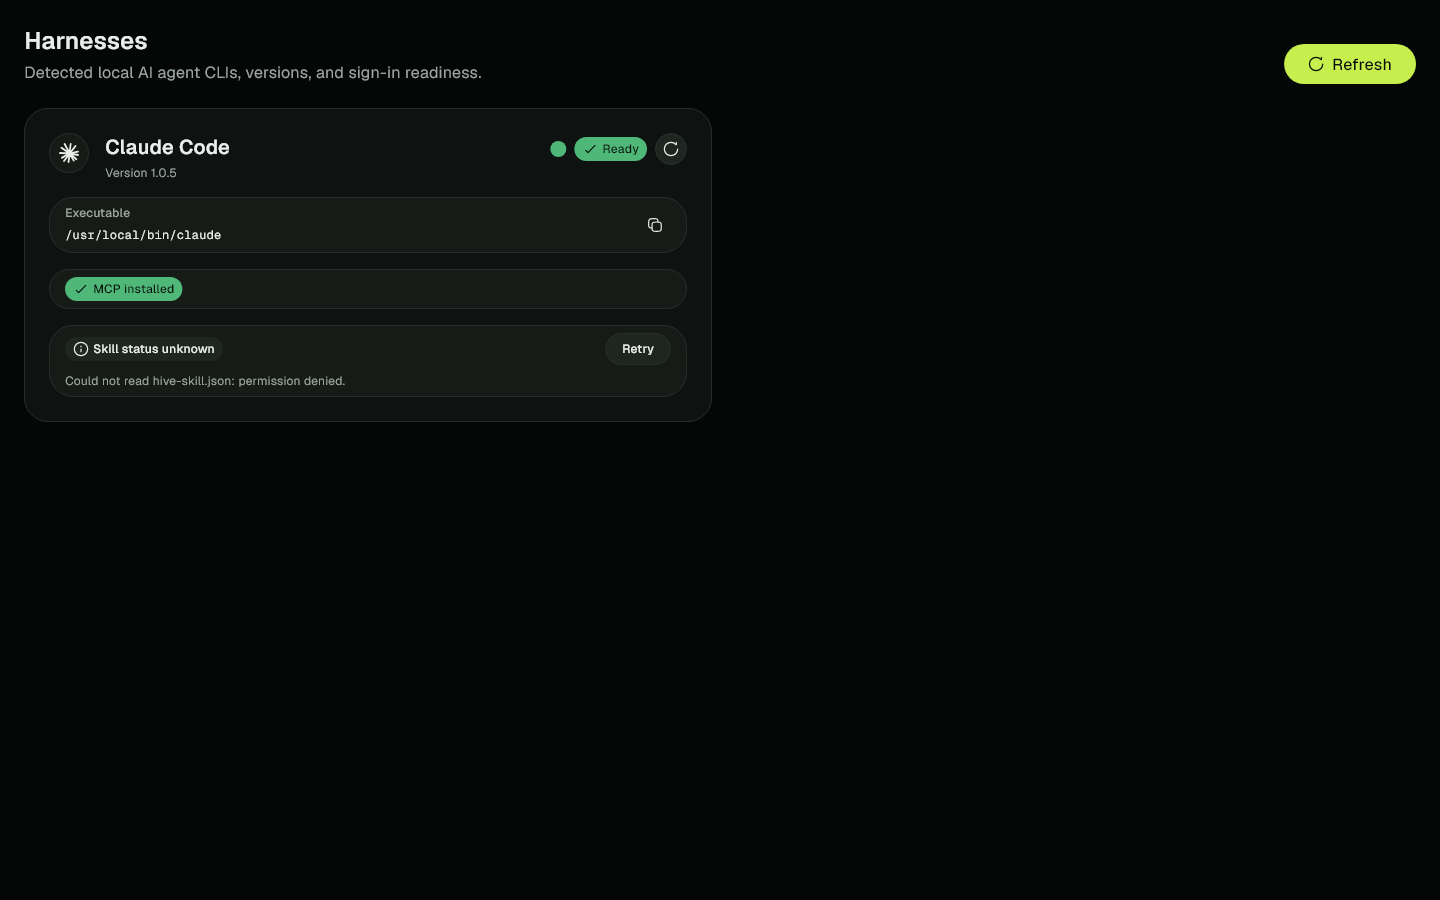 Harnesses
Detected local AI agent CLIs, versions, and sign-in readiness.
Refresh
Claude Code
Version 1.0.5
Ready
Executable
/usr/local/bin/claude
MCP installed
Skill status unknown
Retry
Could not read hive-skill.json: permission denied.